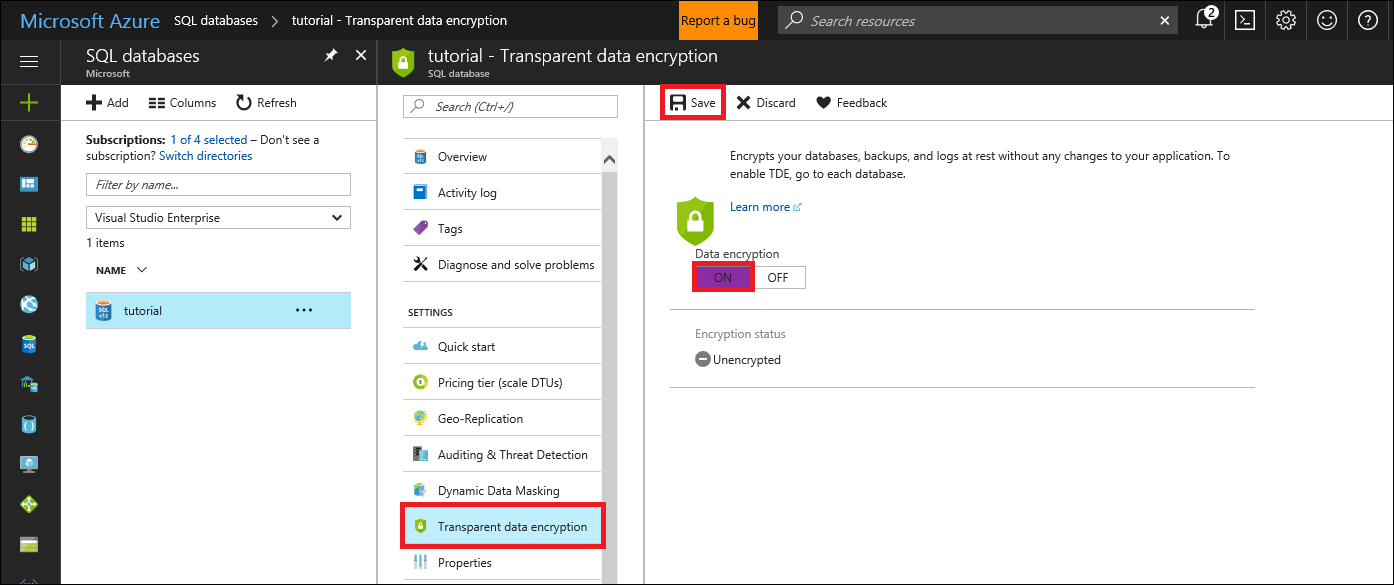 Microsoft Azure SQL databases > tutorial - Transparent data encryption
Report a bug
Search resources
2
SQL databases
Microsoft
Add Columns Refresh
Subscriptions: 1 of 4 selected – Don't see a
subscription? Switch directories
Filter by name...
Visual Studio Enterprise
1 items
NAME
tutorial ...
tutorial - Transparent data encryption
SQL database
Search (Ctrl+/)
Overview
Activity log
Tags
Diagnose and solve problems
SETTINGS
Quick start
Pricing tier (scale DTUs)
Geo-Replication
Auditing & Threat Detection
Dynamic Data Masking
Transparent data encryption
Properties
Save Discard Feedback
Encrypts your databases, backups, and logs at rest without any changes to your application. To
enable TDE, go to each database.
Learn more
Data encryption
ON OFF
Encryption status
Unencrypted